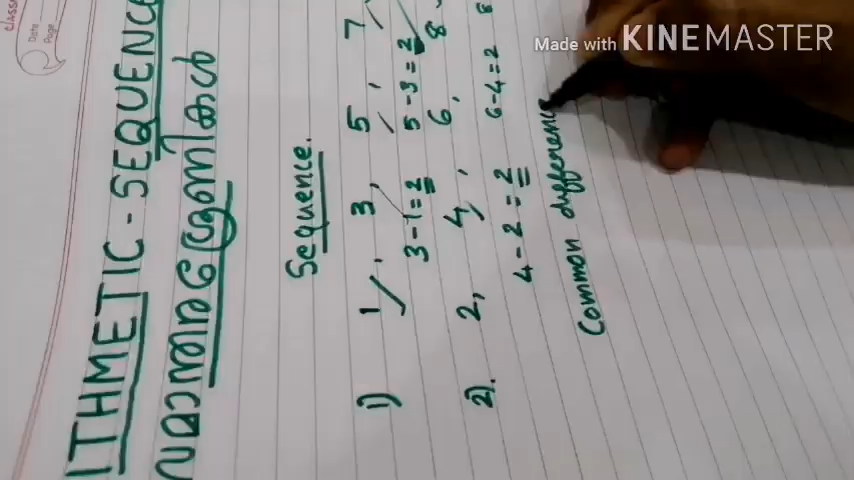 CLASS
Date
Page
ITHMETIC - SEQUENCE
സമാന്തരശ്രേണികൾ
Sequence.
1) 1, 3, 5, 7
3-1=2 5-3=2
2). 2, 4, 6, 8
4-2=2 6-4=2 8
Common difference
Made with KINEMASTER